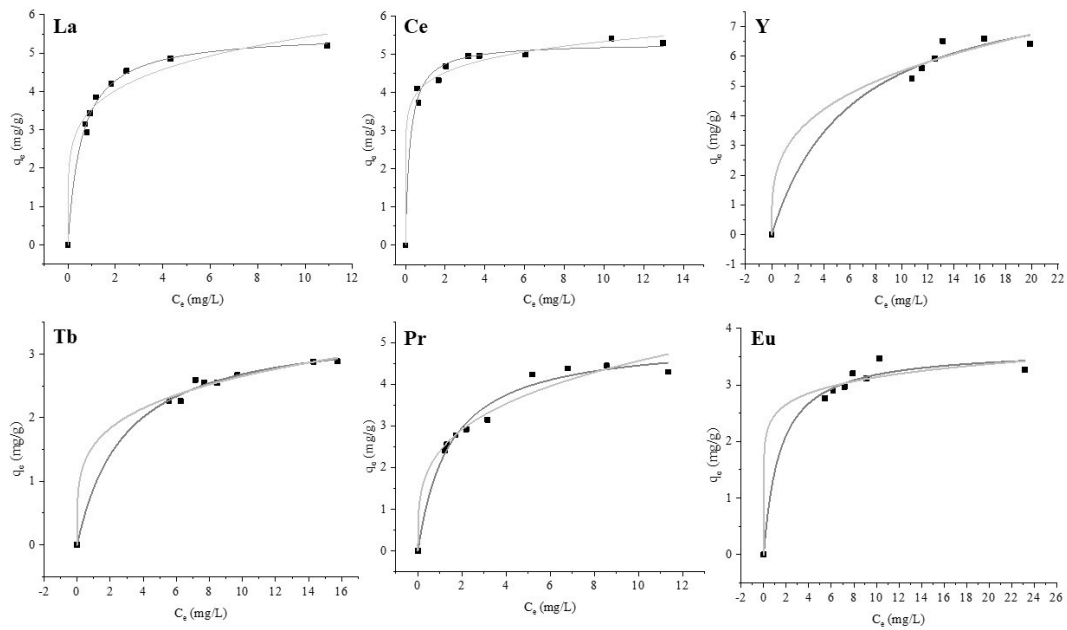 La
qₑ (mg/g)
6
5
4
3
2
1
0
0 2 4 6 8 10 12
Cₑ (mg/L)
Ce
qₑ (mg/g)
6
5
4
3
2
1
0
0 2 4 6 8 10 12 14
Cₑ (mg/L)
Y
qₑ (mg/g)
7
6
5
4
3
2
1
0
-1
-2 0 2 4 6 8 10 12 14 16 18 20 22
Cₑ (mg/L)
Tb
qₑ (mg/g)
3
2
1
0
-2 0 2 4 6 8 10 12 14 16
Cₑ (mg/L)
Pr
qₑ (mg/g)
5
4
3
2
1
0
-2 0 2 4 6 8 10 12
Cₑ (mg/L)
Eu
qₑ (mg/g)
4
3
2
1
0
-2 0 2 4 6 8 10 12 14 16 18 20 22 24 26
Cₑ (mg/L)